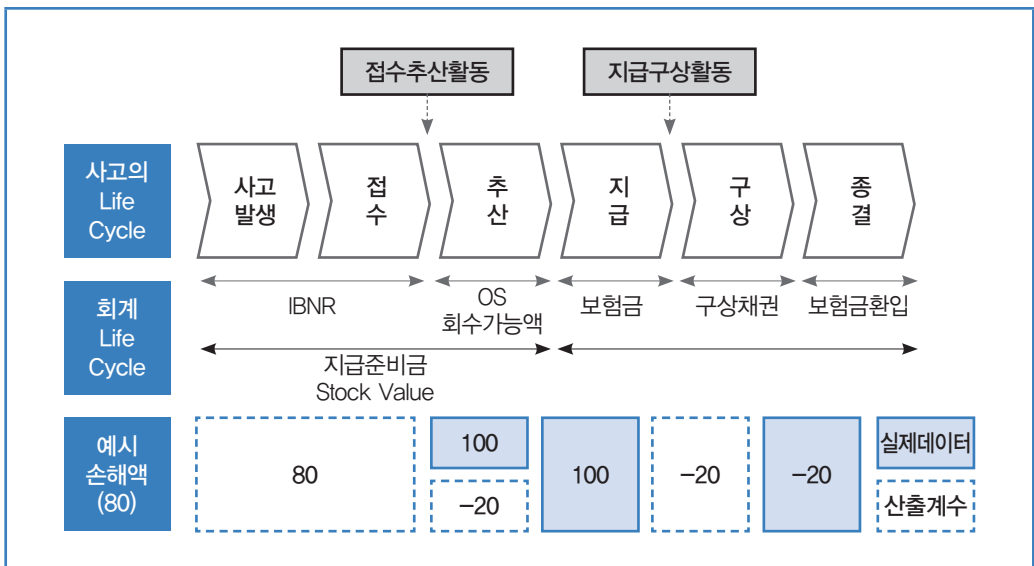 접수추산활동
지급구상활동
사고의
Life
Cycle
사고
발생
접
수
추
산
지
급
구
상
종
결
회계
Life
Cycle
IBNR
OS
회수가능액
보험금
구상채권
보험금환입
지급준비금
Stock Value
예시
손해액
(80)
80
100
-20
100
-20
-20
실제데이터
산출계수